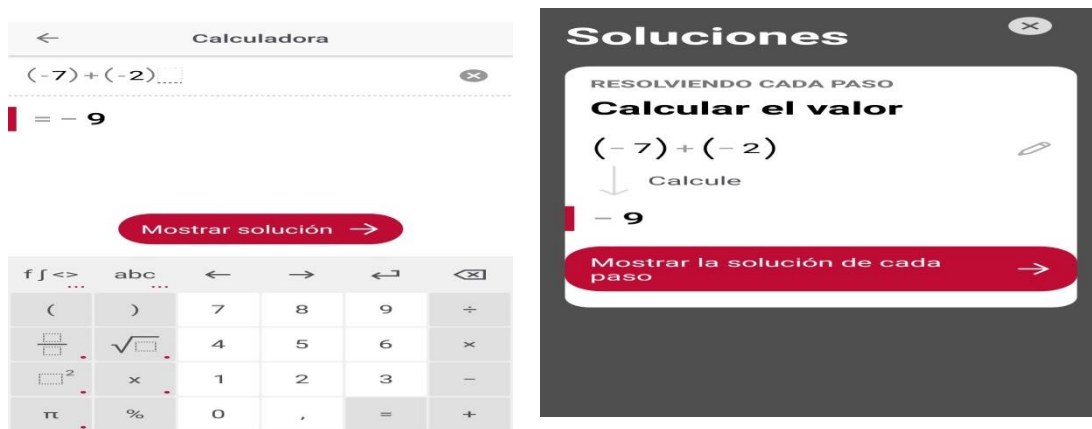 ← Calculadora
(-7)+(-2)
= - 9
Mostrar solución →
f∫<> abc ← → ↵ ⌫
( ) 7 8 9 ÷
√ 4 5 6 ×
² × 1 2 3 −
π % 0 , = +
Soluciones
RESOLVIENDO CADA PASO
Calcular el valor
(- 7) + (- 2)
↓ Calcule
- 9
Mostrar la solución de cada
paso →